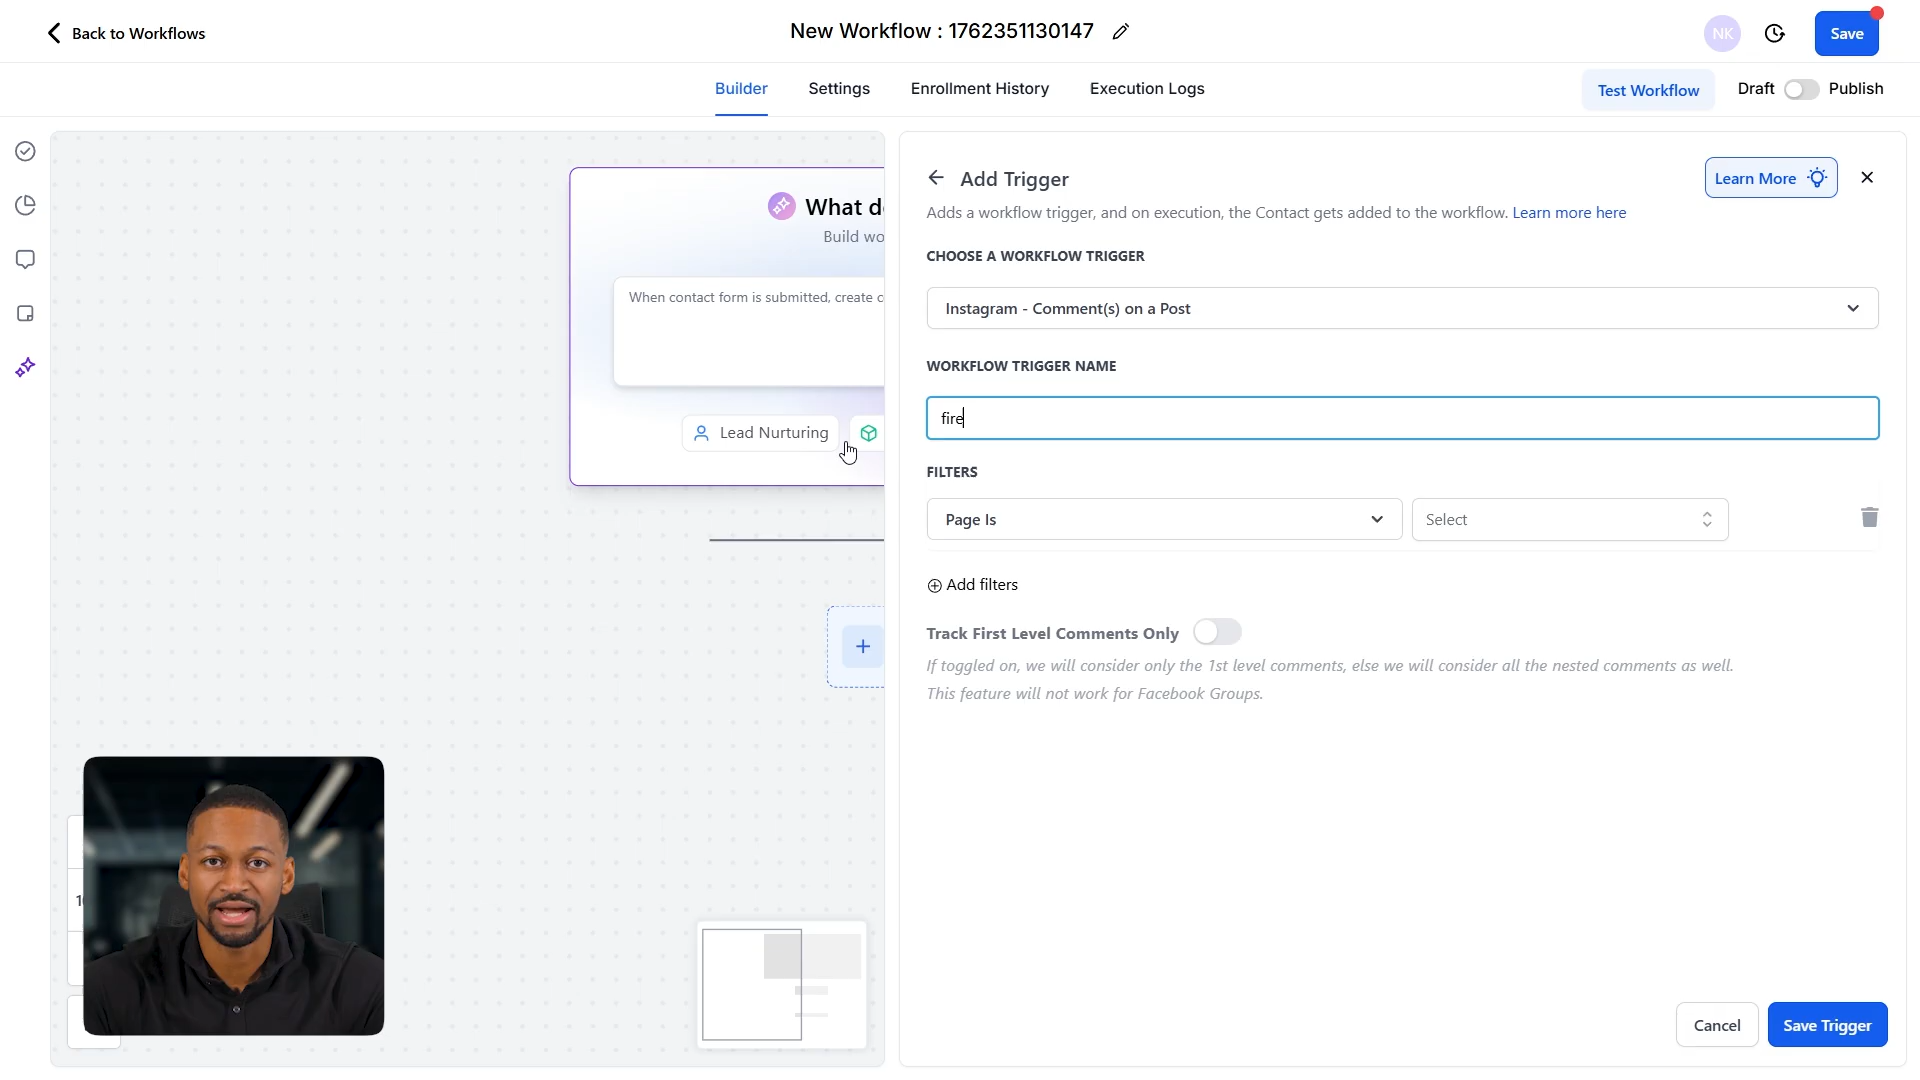 Back to Workflows
New Workflow : 1762351130147
NK
Save
Builder
Settings
Enrollment History
Execution Logs
Test Workflow
Draft
Publish
What d
Build wo
When contact form is submitted, create c
Lead Nurturing
Add Trigger
Learn More
Adds a workflow trigger, and on execution, the Contact gets added to the workflow. Learn more here
CHOOSE A WORKFLOW TRIGGER
Instagram - Comment(s) on a Post
WORKFLOW TRIGGER NAME
fire
FILTERS
Page Is
Select
Add filters
Track First Level Comments Only
If toggled on, we will consider only the 1st level comments, else we will consider all the nested comments as well.
This feature will not work for Facebook Groups.
Cancel
Save Trigger